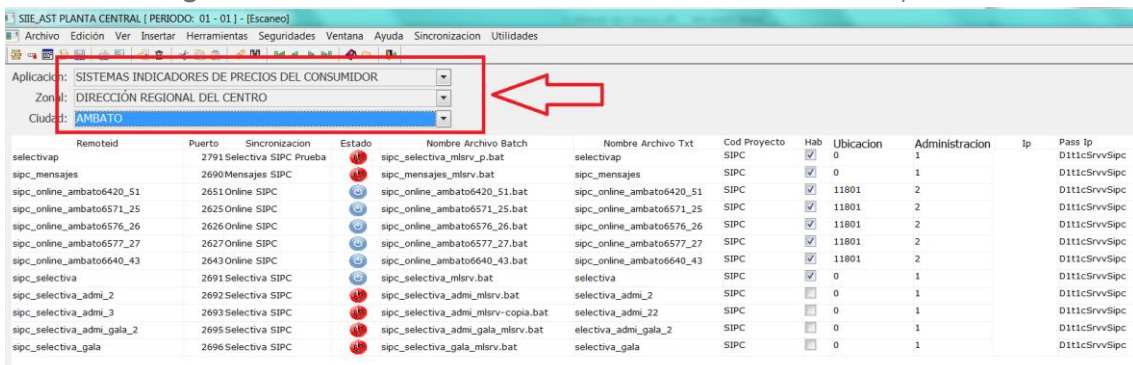 SIIE_AST PLANTA CENTRAL [ PERIODO: 01 - 01 ] - [Escaneo]
Archivo Edición Ver Insertar Herramientas Seguridades Ventana Ayuda Sincronizacion Utilidades
Aplicacion: SISTEMAS INDICADORES DE PRECIOS DEL CONSUMIDOR
Zonal: DIRECCIÓN REGIONAL DEL CENTRO
Ciudad: AMBATO
Remoteid Puerto Sincronizacion Estado Nombre Archivo Batch Nombre Archivo Txt Cod Proyecto Hab Ubicacion Administracion Ip Pass Ip
selectivap 2791 Selectiva SIPC Prueba sipc_selectiva_mlsrv_p.bat selectivap SIPC 0 1 D1t1cSrvvSipc
sipc_mensajes 2690 Mensajes SIPC sipc_mensajes_mlsrv.bat sipc_mensajes SIPC 0 1 D1t1cSrvvSipc
sipc_online_ambato6420_51 2651 Online SIPC sipc_online_ambato6420_51.bat sipc_online_ambato6420_51 SIPC 11801 2 D1t1cSrvvSipc
sipc_online_ambato6571_25 2625 Online SIPC sipc_online_ambato6571_25.bat sipc_online_ambato6571_25 SIPC 11801 2 D1t1cSrvvSipc
sipc_online_ambato6576_26 2626 Online SIPC sipc_online_ambato6576_26.bat sipc_online_ambato6576_26 SIPC 11801 2 D1t1cSrvvSipc
sipc_online_ambato6577_27 2627 Online SIPC sipc_online_ambato6577_27.bat sipc_online_ambato6577_27 SIPC 11801 2 D1t1cSrvvSipc
sipc_online_ambato6640_43 2643 Online SIPC sipc_online_ambato6640_43.bat sipc_online_ambato6640_43 SIPC 11801 2 D1t1cSrvvSipc
sipc_selectiva 2691 Selectiva SIPC sipc_selectiva_mlsrv.bat selectiva SIPC 0 1 D1t1cSrvvSipc
sipc_selectiva_admi_2 2692 Selectiva SIPC sipc_selectiva_admi_mlsrv.bat selectiva_admi_2 SIPC 0 1 D1t1cSrvvSipc
sipc_selectiva_admi_3 2693 Selectiva SIPC sipc_selectiva_admi_mlsrv-copia.bat selectiva_admi_22 SIPC 0 1 D1t1cSrvvSipc
sipc_selectiva_admi_gala_2 2695 Selectiva SIPC sipc_selectiva_admi_gala_mlsrv.bat electiva_admi_gala_2 SIPC 0 1 D1t1cSrvvSipc
sipc_selectiva_gala 2696 Selectiva SIPC sipc_selectiva_gala_mlsrv.bat selectiva_gala SIPC 0 1 D1t1cSrvvSipc